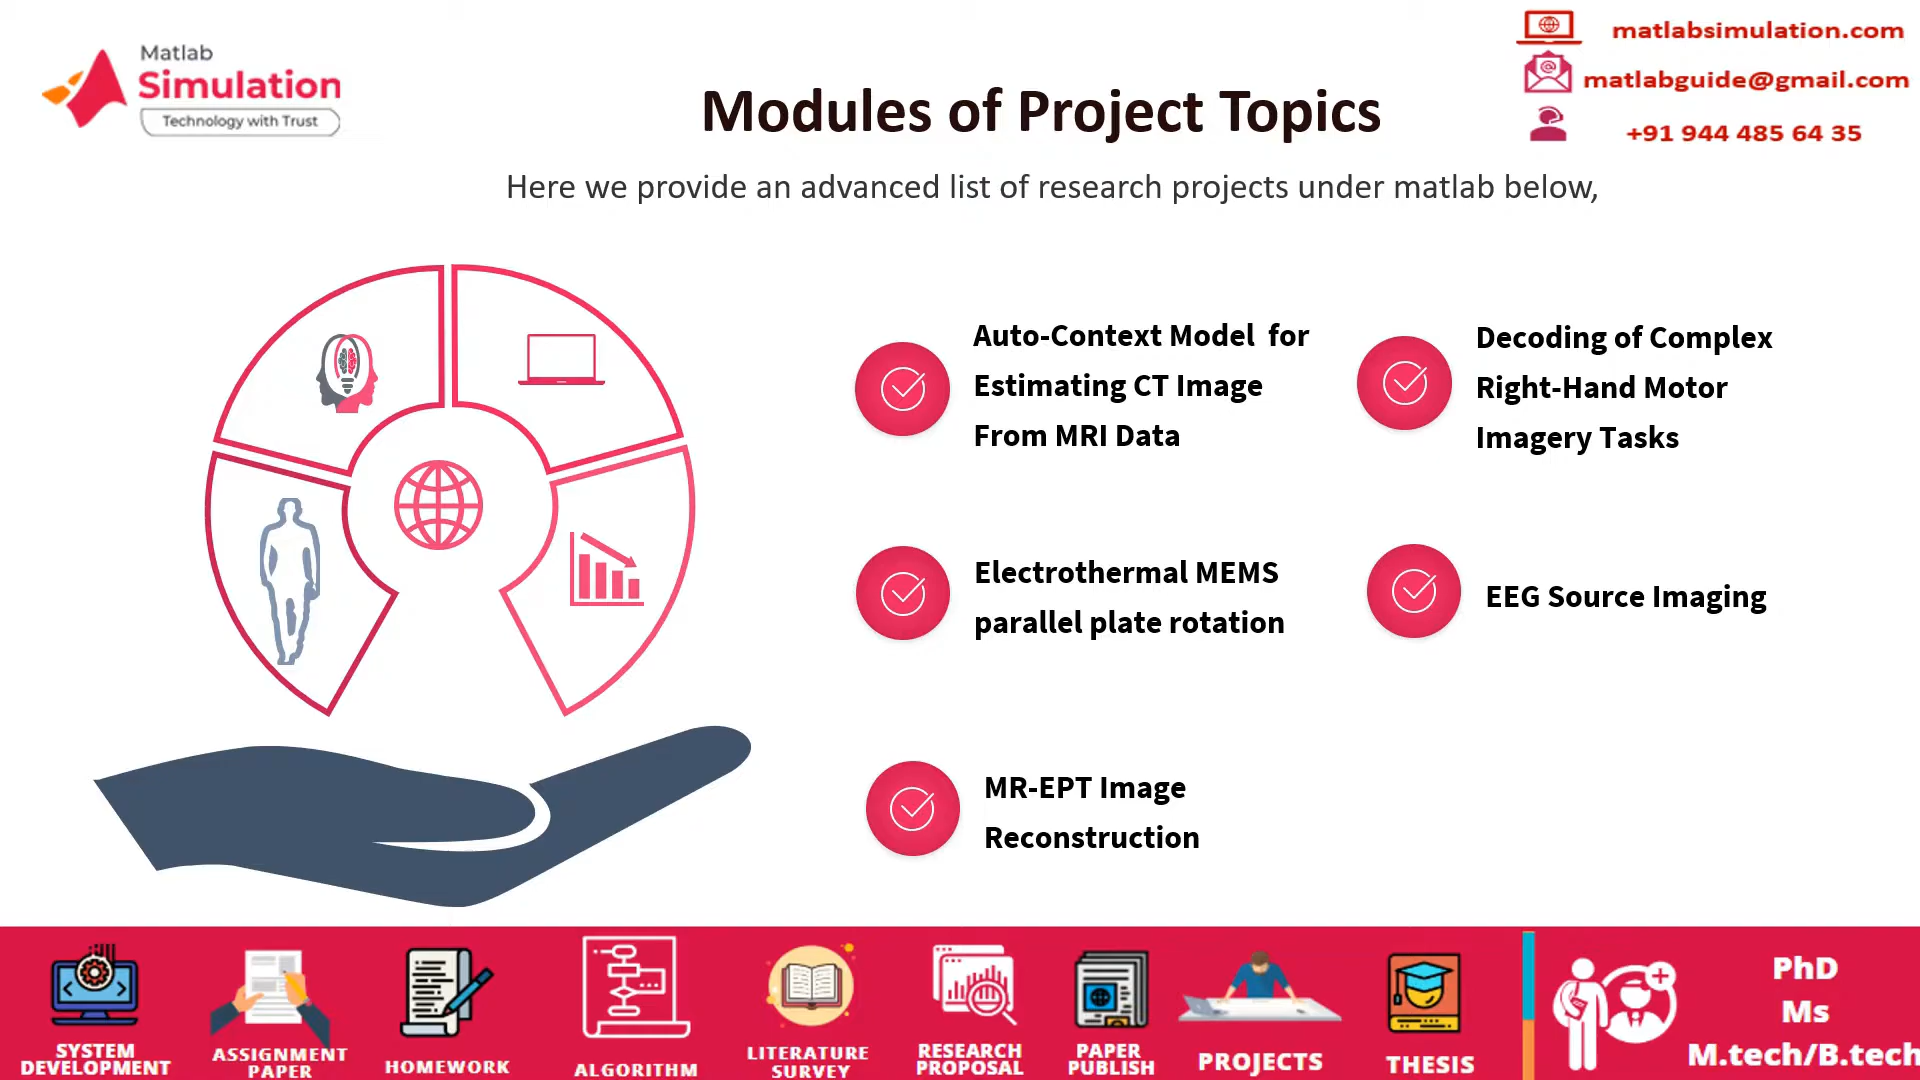 Matlab
Simulation
Technology with Trust
matlabsimulation.com
matlabguide@gmail.com
+91 944 485 64 35
Modules of Project Topics
Here we provide an advanced list of research projects under matlab below,
Auto-Context Model for
Estimating CT Image
From MRI Data
Decoding of Complex
Right-Hand Motor
Imagery Tasks
Electrothermal MEMS
parallel plate rotation
EEG Source Imaging
MR-EPT Image
Reconstruction
SYSTEM
DEVELOPMENT
ASSIGNMENT
PAPER
HOMEWORK
ALGORITHM
LITERATURE
SURVEY
RESEARCH
PROPOSAL
PAPER
PUBLISH
PROJECTS
THESIS
PhD
Ms
M.tech/B.tech